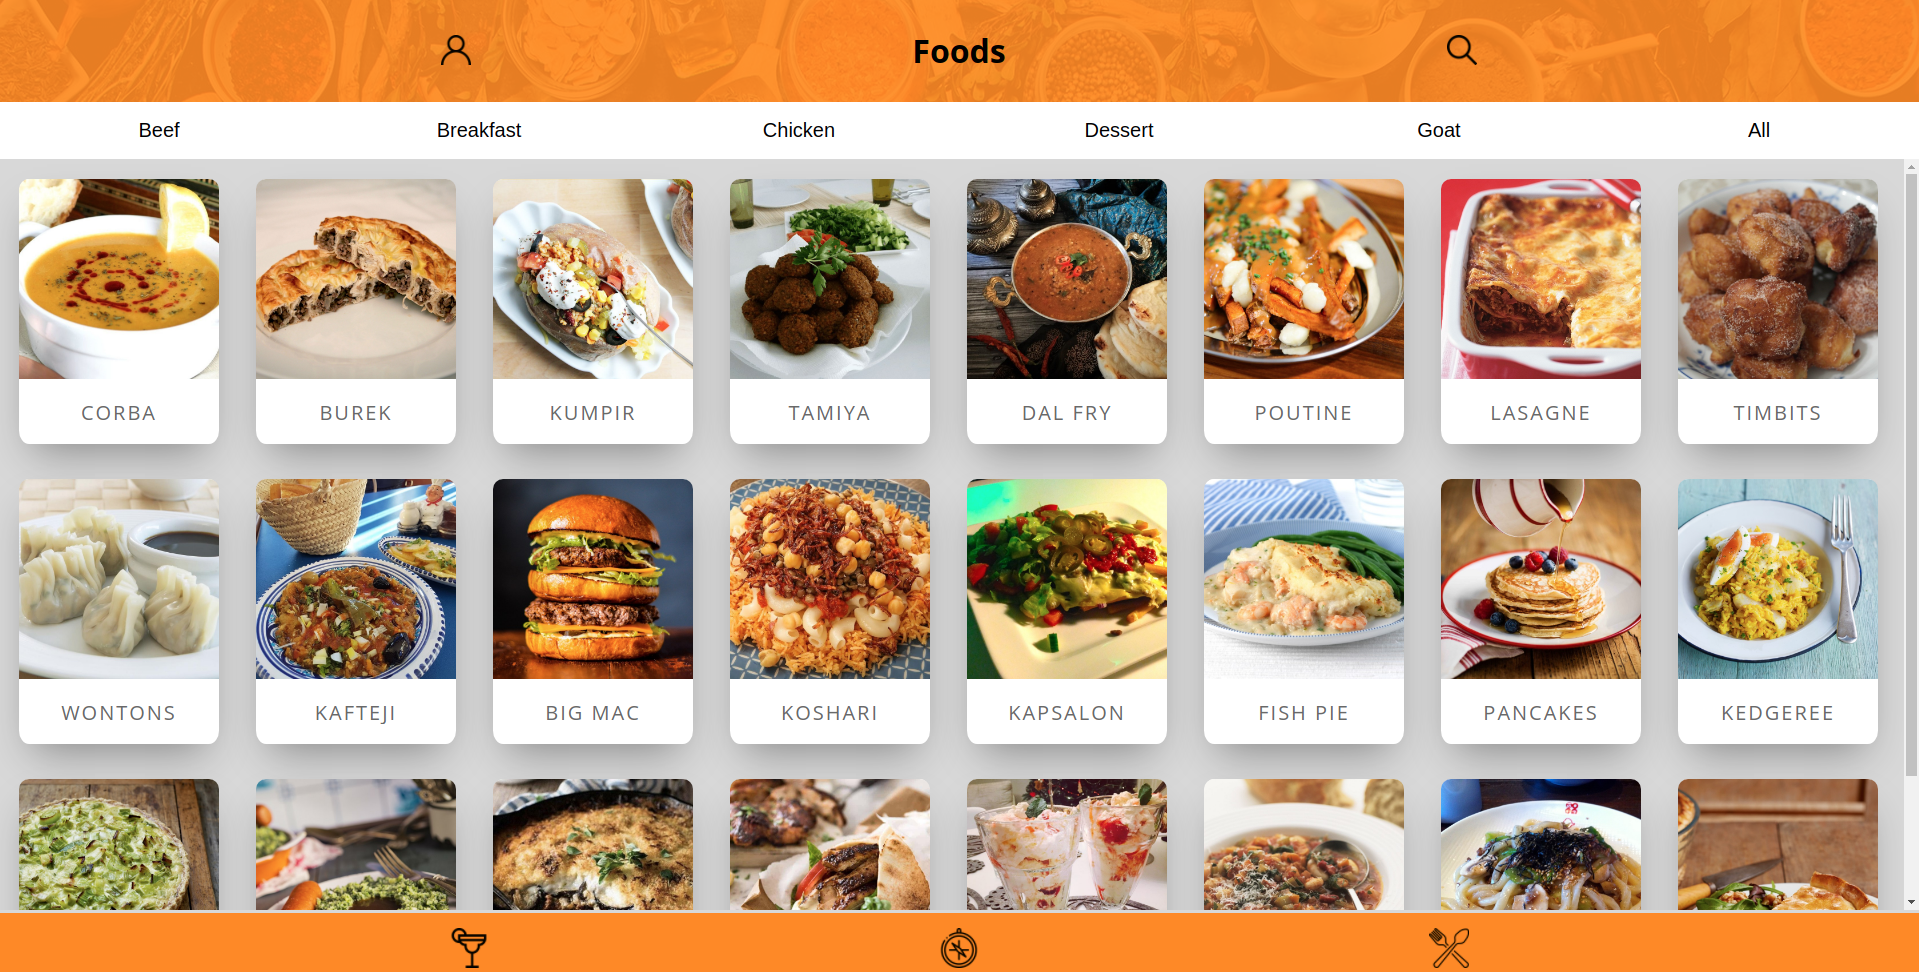 Foods
Beef
Breakfast
Chicken
Dessert
Goat
All
CORBA
BUREK
KUMPIR
TAMIYA
DAL FRY
POUTINE
LASAGNE
TIMBITS
WONTONS
KAFTEJI
BIG MAC
KOSHARI
KAPSALON
FISH PIE
PANCAKES
KEDGEREE